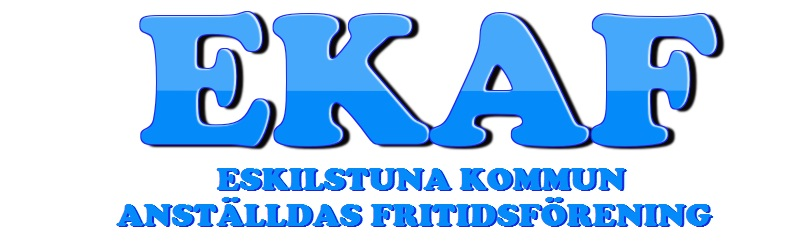 EKAF
ESKILSTUNA KOMMUN
ANSTÄLLDAS FRITIDSFÖRENING